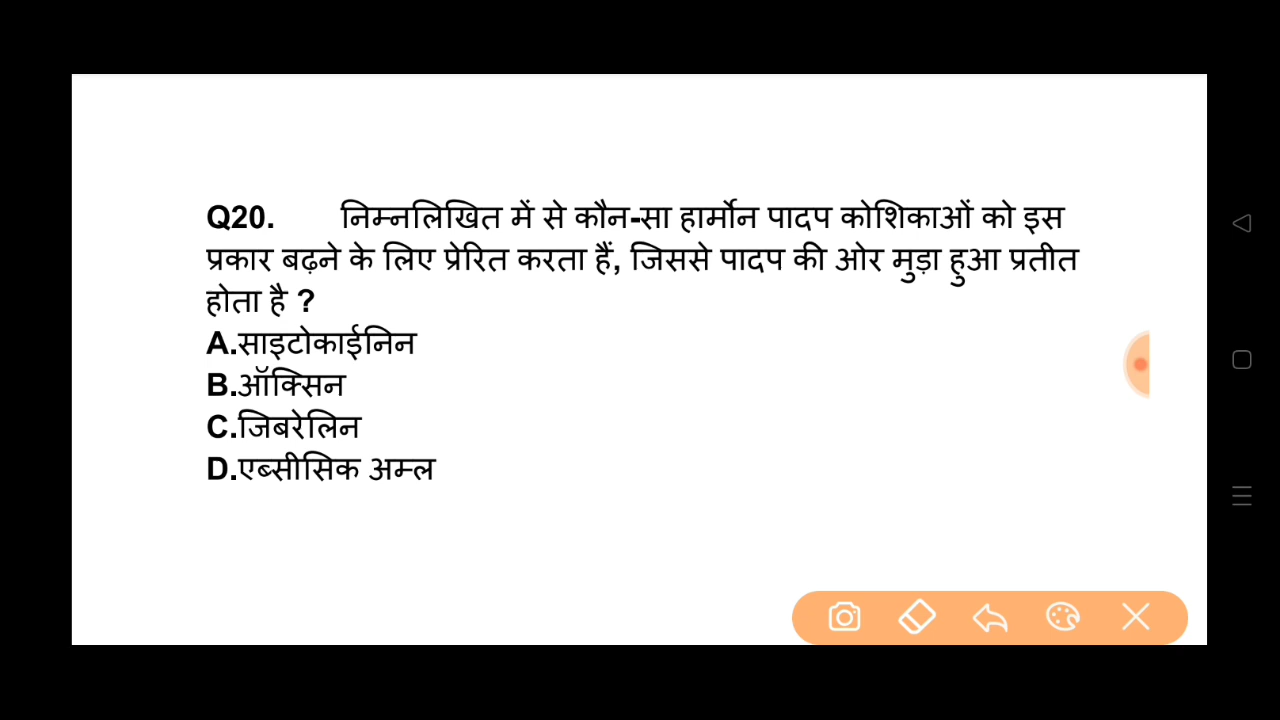 Q20. निम्नलिखित में से कौन-सा हार्मोन पादप कोशिकाओं को इस
प्रकार बढ़ने के लिए प्रेरित करता हैं, जिससे पादप की ओर मुड़ा हुआ प्रतीत
होता है ?
A.साइटोकाईनिन
B.ऑक्सिन
C.जिबरेलिन
D.एब्सीसिक अम्ल